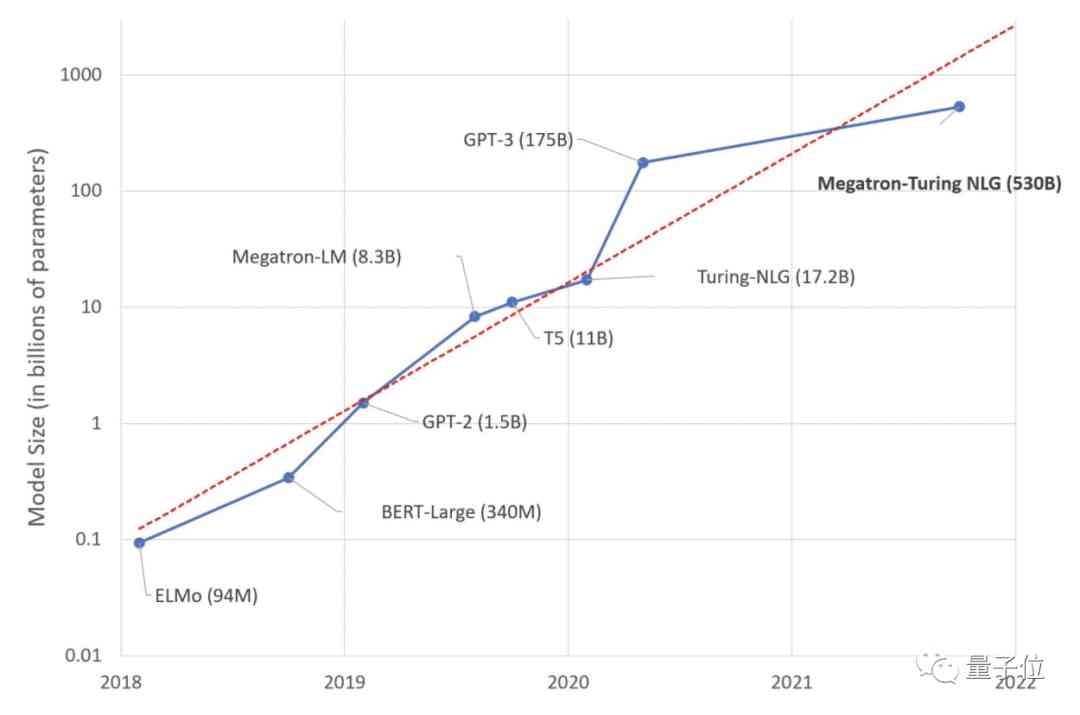 1000
GPT-3 (175B)
Model Size (in billions of parameters)
100
Megatron-Turing NLG (530B)
Megatron-LM (8.3B)
Turing-NLG (17.2B)
10
T5 (11B)
1
GPT-2 (1.5B)
BERT-Large (340M)
0.1
ELMo (94M)
0.01
量子位
2018
2019
2020
2021
2022